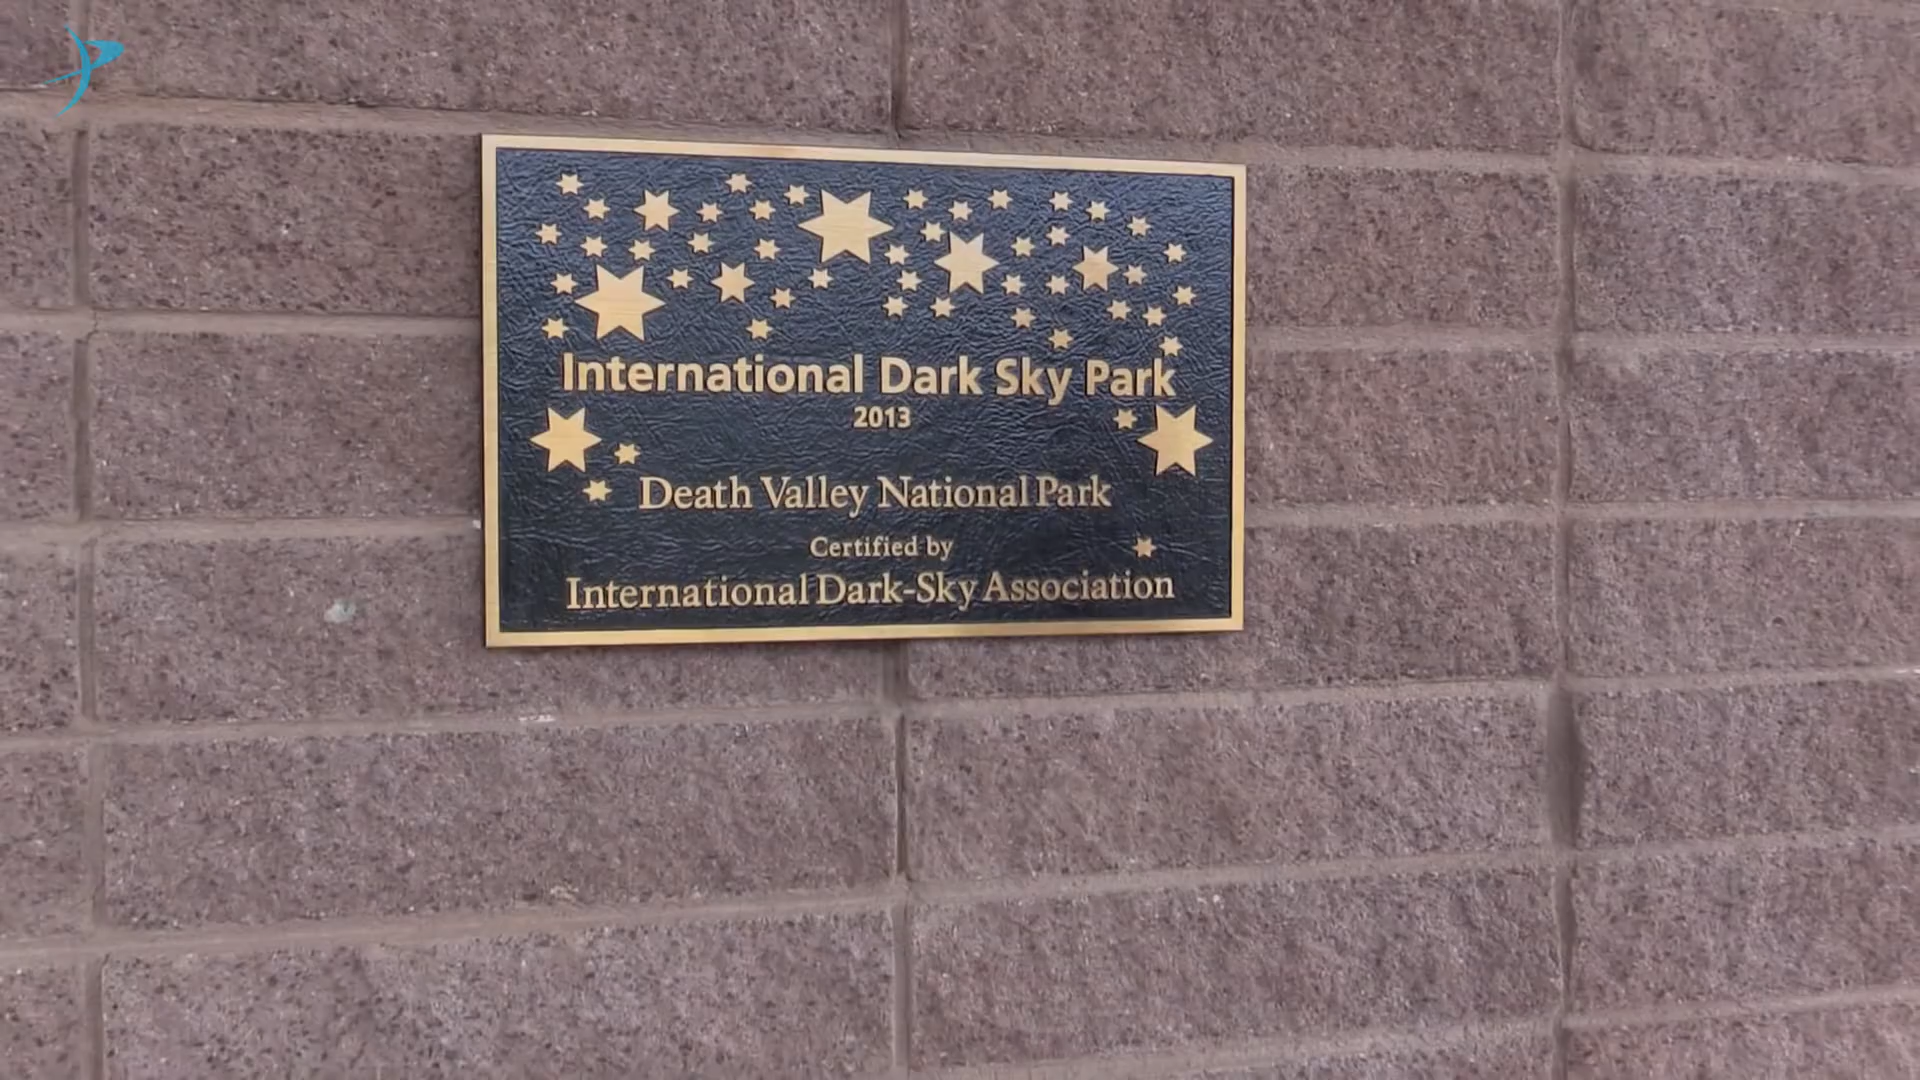 International Dark Sky Park
2013
Death Valley National Park
Certified by
International Dark-Sky Association